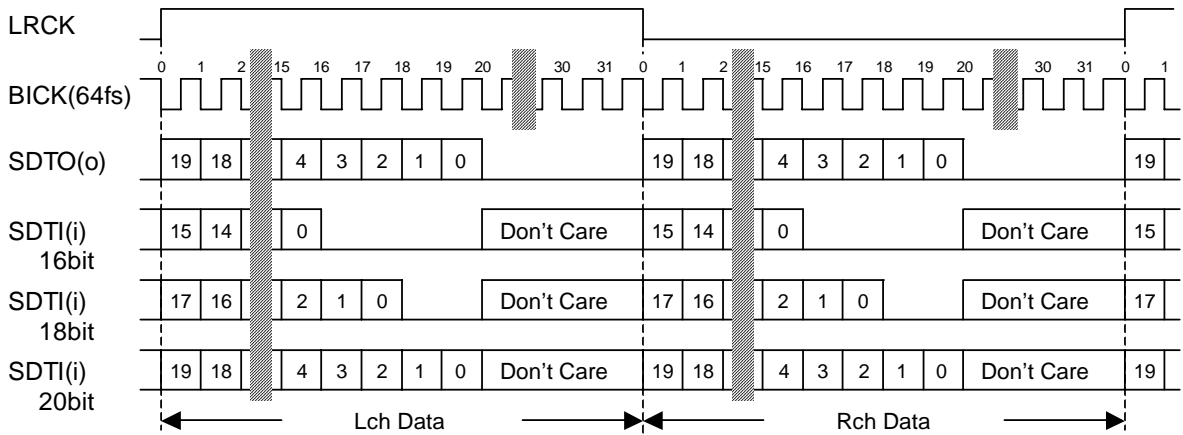 LRCK
0 1 2 15 16 17 18 19 20 30 31 0 1 2 15 16 17 18 19 20 30 31 0 1
BICK(64fs)
SDTO(o) 19 18 4 3 2 1 0 19 18 4 3 2 1 0 19
SDTI(i) 15 14 0 Don't Care 15 14 0 Don't Care 15
16bit
SDTI(i) 17 16 2 1 0 Don't Care 17 16 2 1 0 Don't Care 17
18bit
SDTI(i) 19 18 4 3 2 1 0 Don't Care 19 18 4 3 2 1 0 Don't Care 19
20bit
Lch Data Rch Data